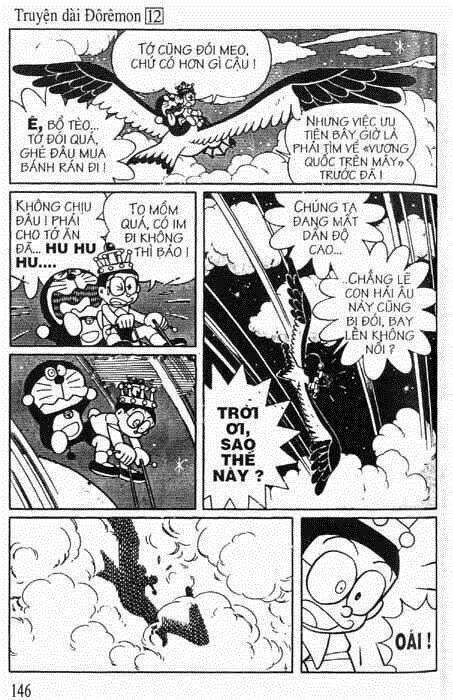 Truyện dài Đôrêmon 12
TỚ CŨNG ĐÓI MEO,
CHỨ CÓ HƠN GÌ CẬU !
Ê, BỒ TÈO...
TỚ ĐÓI QUÁ,
GHÉ ĐÂU MUA
BÁNH RÁN ĐI !
NHƯNG VIỆC ƯU
TIÊN BÂY GIỜ LÀ
PHẢI TÌM VỀ «VƯƠNG
QUỐC TRÊN MÂY»
TRƯỚC ĐÃ !
KHÔNG CHỊU
ĐÂU ! PHẢI
CHO TỚ ĂN
ĐÃ... HU HU
HU....
TO MỒM
QUÁ, CÓ IM
ĐI KHÔNG
THÌ BẢO !
CHÚNG TA
ĐANG MẤT
DẦN ĐỘ
CAO...
..CHẲNG LẼ
CON HẢI ÂU
NÀY CŨNG
BỊ ĐÓI, BAY
LÊN KHÔNG
NỔI ?
TRỜI
ƠI,
SAO
THẾ
NÀY ?
OÁI !
146